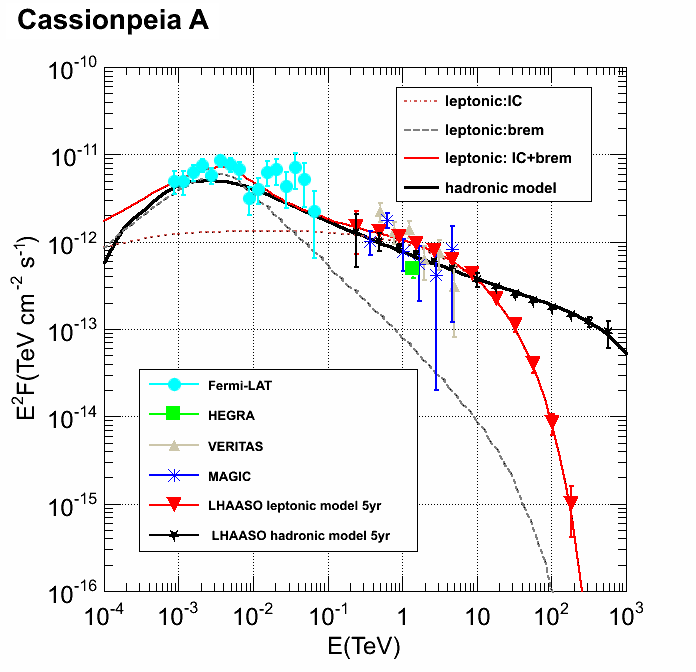 Cassionpeia A
10^-10
10^-11
10^-12
10^-13
10^-14
10^-15
10^-16
E²F(TeV cm⁻² s⁻¹)
leptonic:IC
leptonic:brem
leptonic: IC+brem
hadronic model
Fermi-LAT
HEGRA
VERITAS
MAGIC
LHAASO leptonic model 5yr
LHAASO hadronic model 5yr
10^-4 10^-3 10^-2 10^-1 1 10 10^2 10^3
E(TeV)